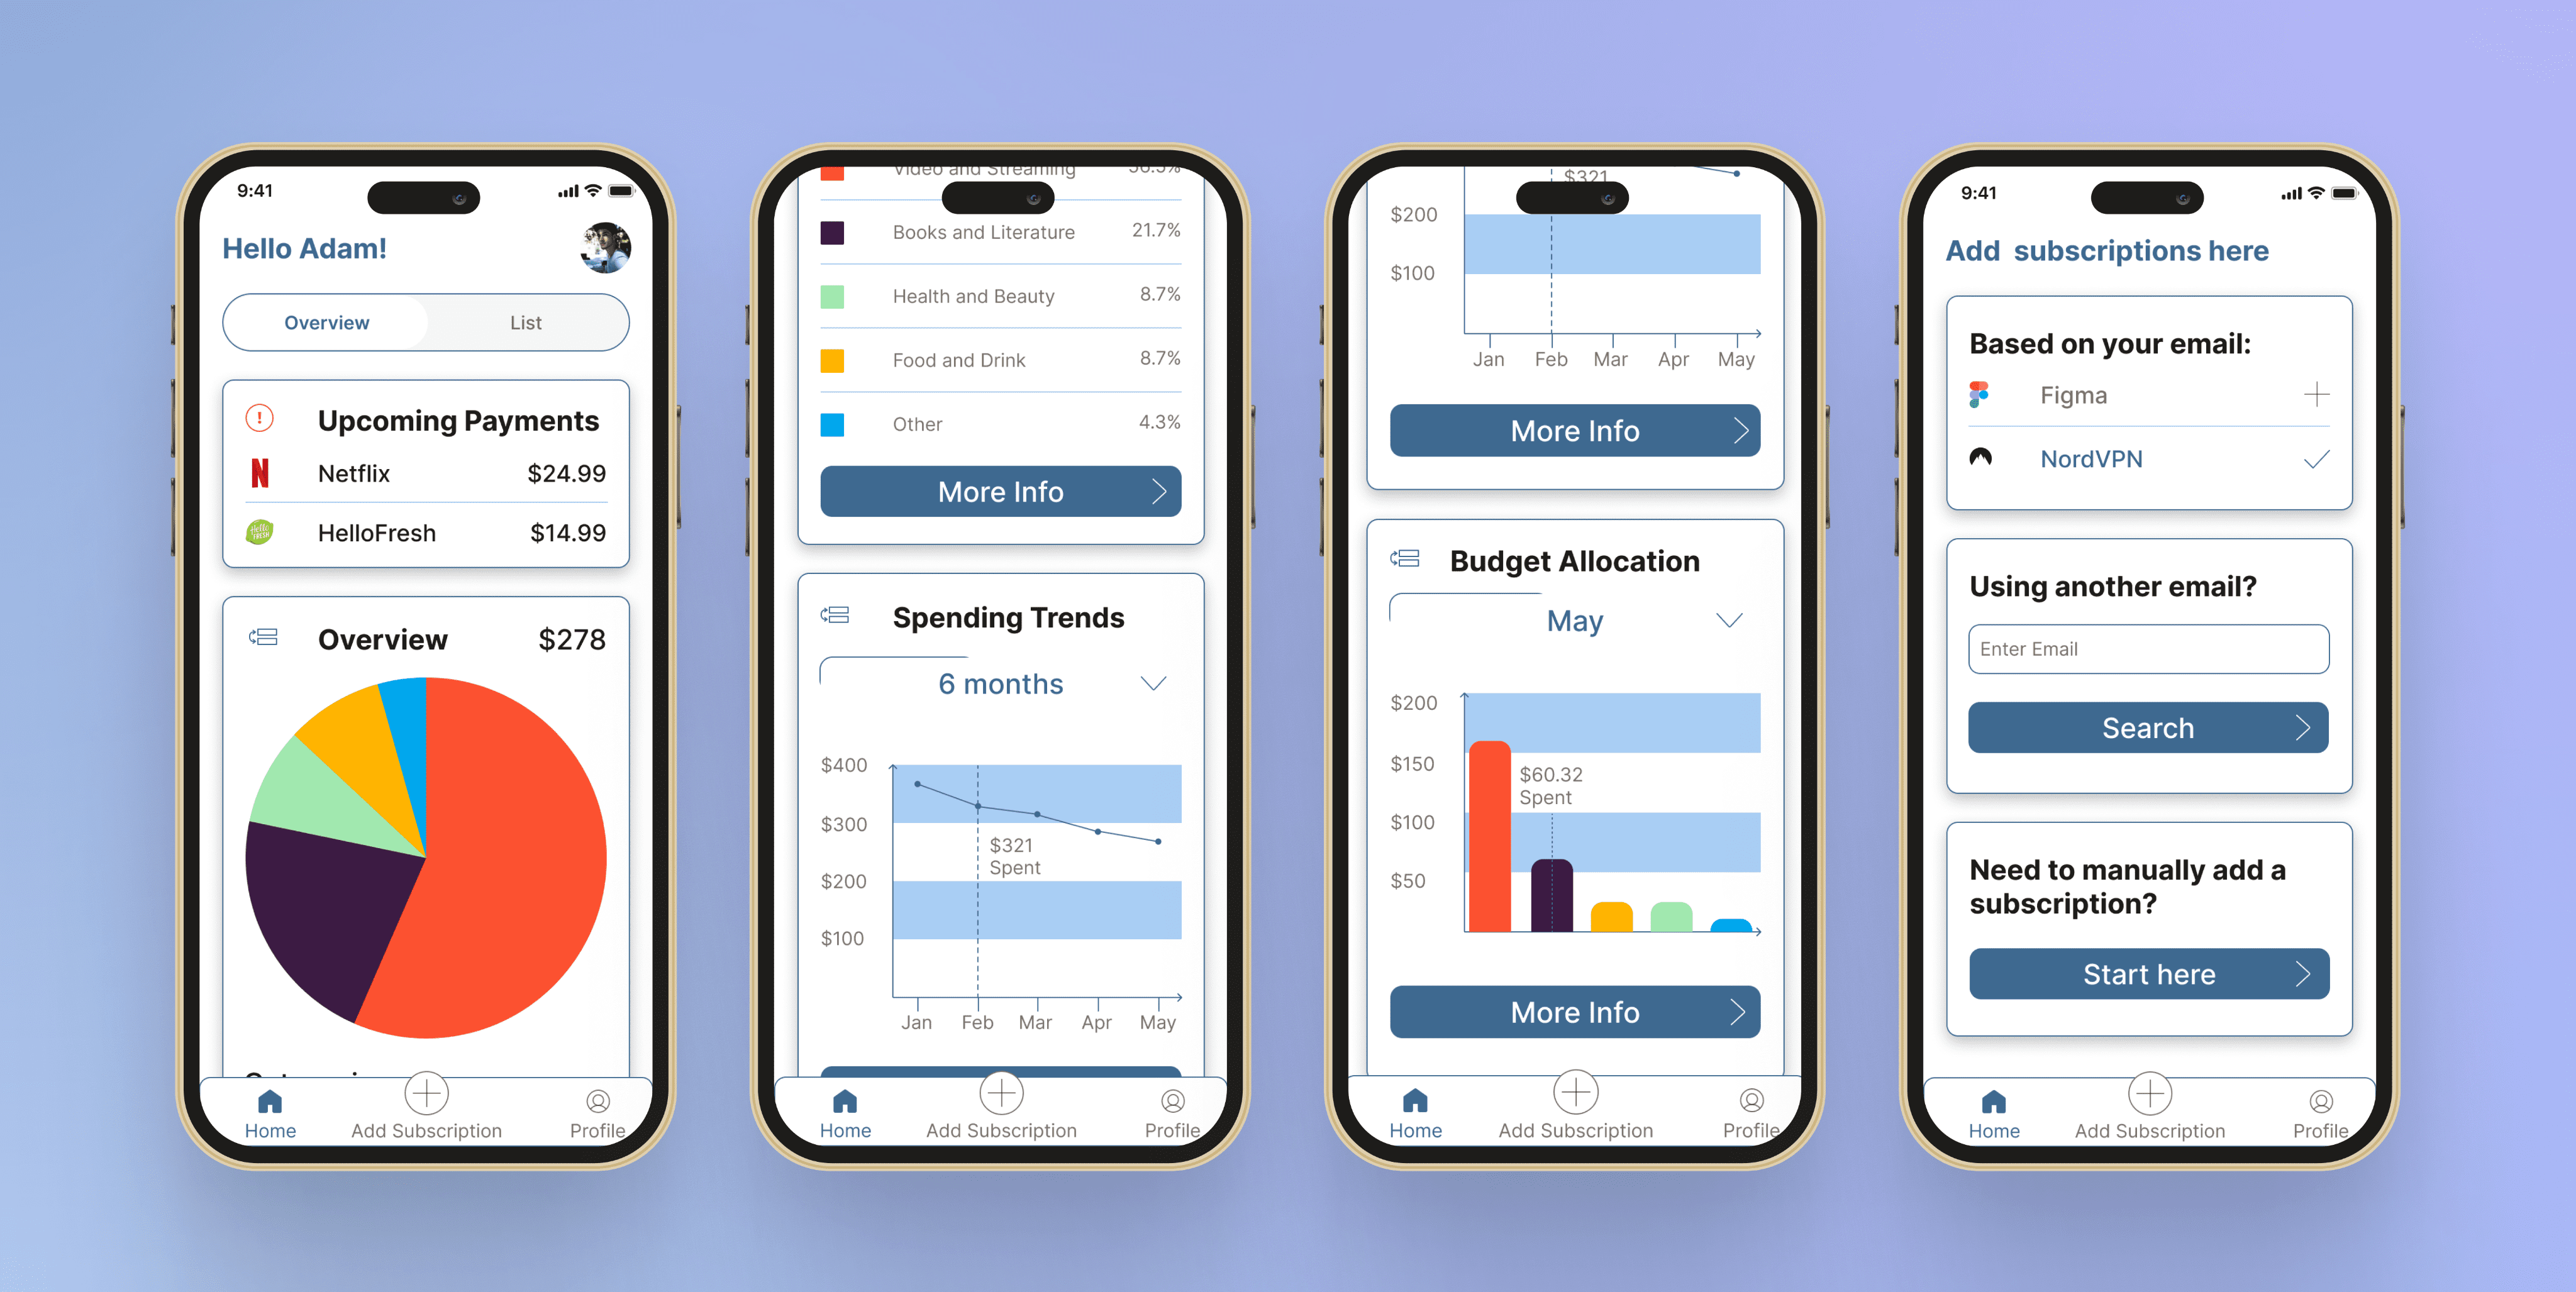 9:41
Hello Adam!
Overview
List
Upcoming Payments
Netflix $24.99
HelloFresh $14.99
Overview $278
Home
Add Subscription
Profile
Video and Streaming 56.5%
Books and Literature 21.7%
Health and Beauty 8.7%
Food and Drink 8.7%
Other 4.3%
More Info
Spending Trends
6 months
$400
$300
$321
Spent
$200
$100
Jan Feb Mar Apr May
Home
Add Subscription
Profile
$321
$200
$100
Jan Feb Mar Apr May
More Info
Budget Allocation
May
$200
$150
$60.32
Spent
$100
$50
More Info
Home
Add Subscription
Profile
9:41
Add subscriptions here
Based on your email:
Figma
NordVPN
Using another email?
Enter Email
Search
Need to manually add a
subscription?
Start here
Home
Add Subscription
Profile